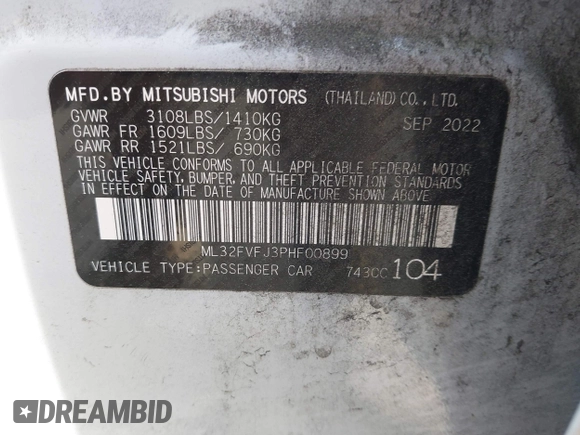 MFD.BY MITSUBISHI MOTORS (THAILAND)CO.,LTD.
GVWR 3108LBS/1410KG SEP 2022
GAWR FR 1609LBS/ 730KG
GAWR RR 1521LBS/ 690KG
THIS VEHICLE CONFORMS TO ALL APPLICABLE FEDERAL MOTOR
VEHICLE SAFETY, BUMPER, AND THEFT PREVENTION STANDARDS
IN EFFECT ON THE DATE OF MANUFACTURE SHOWN ABOVE.
ML32FVFJ3PHF00899
VEHICLE TYPE:PASSENGER CAR 743CC 104
DREAMBID